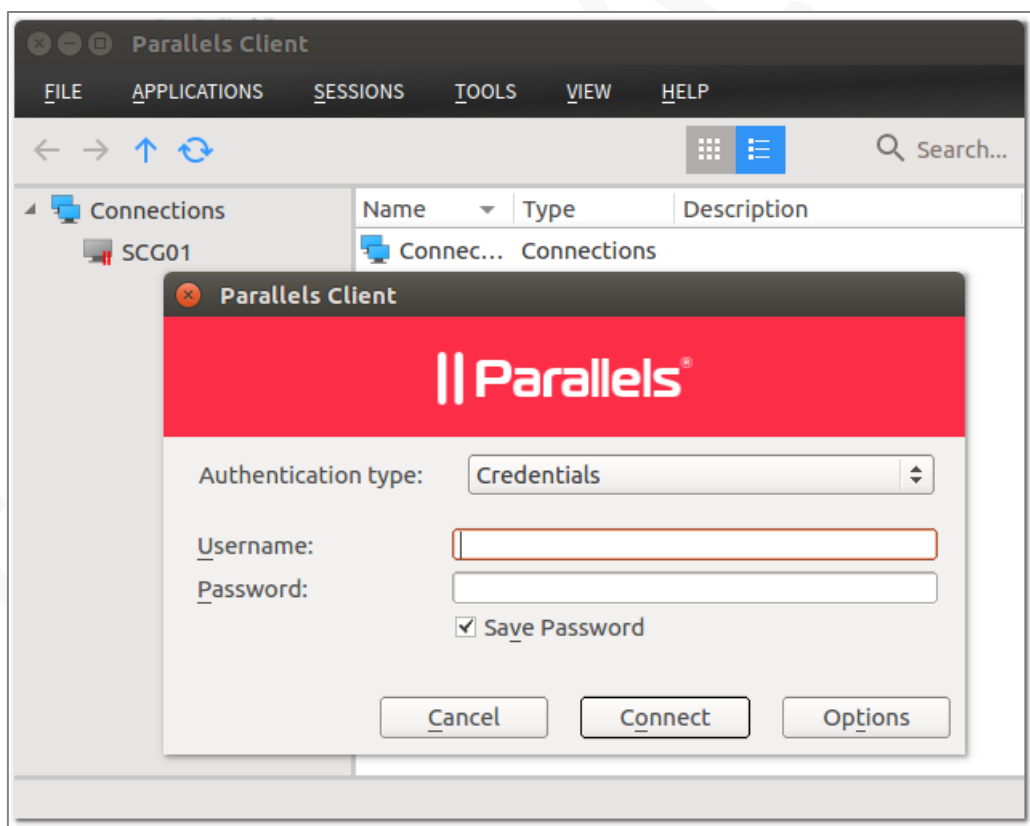 Parallels Client
FILE APPLICATIONS SESSIONS TOOLS VIEW HELP
Search...
Connections
SCG01
Name Type Description
Connec... Connections
Parallels Client
Parallels®
Authentication type: Credentials
Username:
Password:
Save Password
Cancel Connect Options